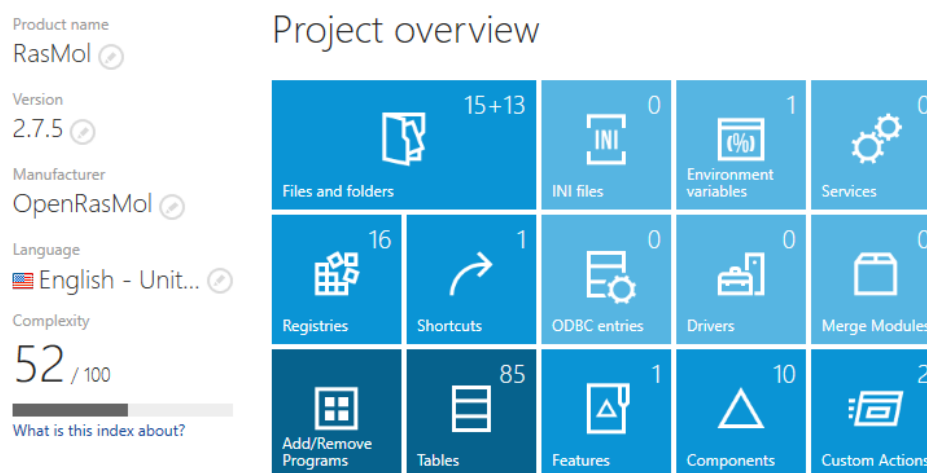 Product name
RasMol
Version
2.7.5
Manufacturer
OpenRasMol
Language
English - Unit...
Complexity
52 / 100
What is this index about?
Project overview
15+13
Files and folders
0
INI
INI files
1
(%)
Environment
variables
0
Services
16
Registries
1
Shortcuts
0
ODBC entries
0
Drivers
0
Merge Modules
Add/Remove
Programs
85
Tables
1
Features
10
Components
2
Custom Actions